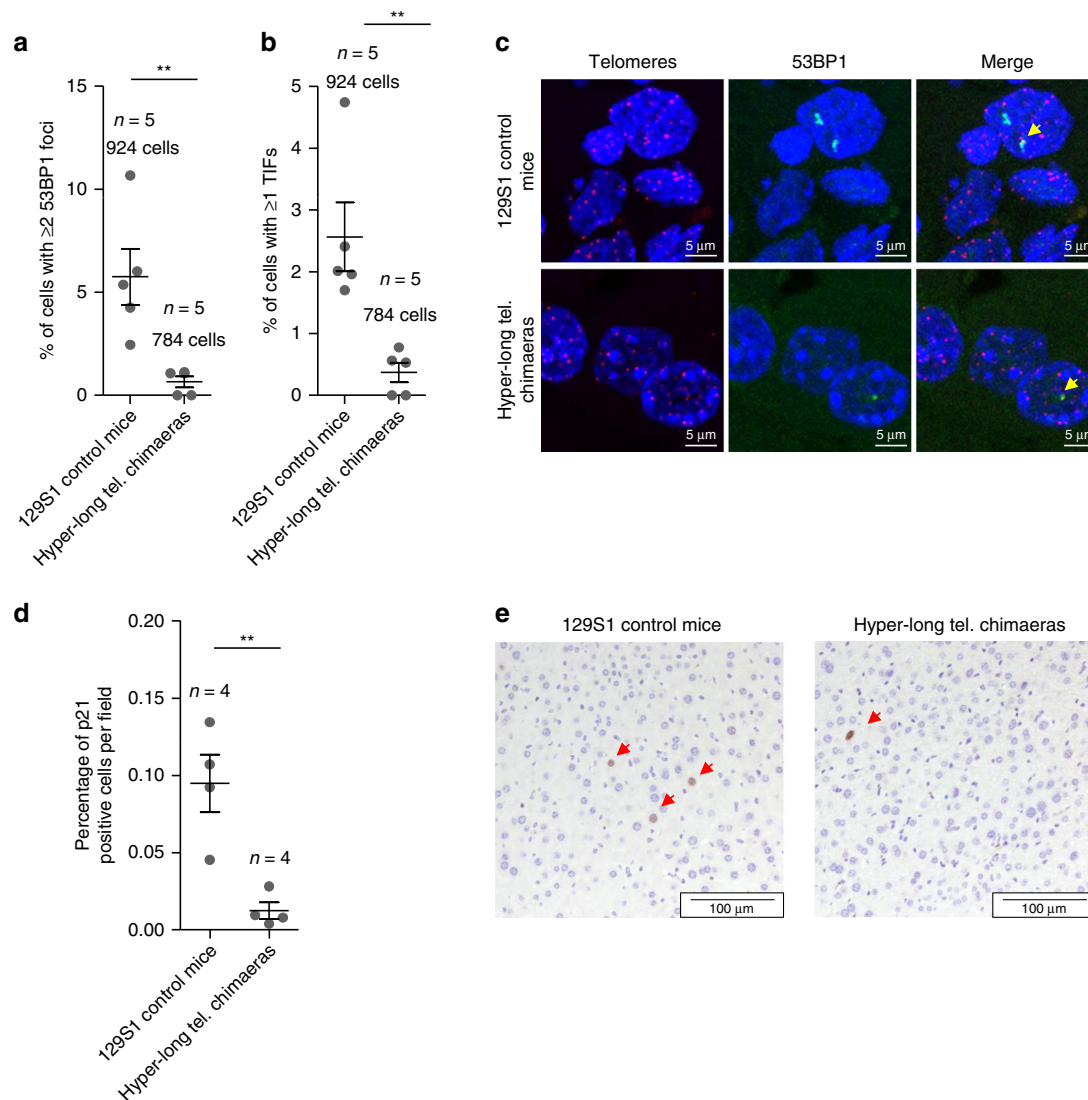 a
**
15
10
5
0
% of cells with ≥2 53BP1 foci
n = 5
924 cells
n = 5
784 cells
129S1 control mice
Hyper-long tel. chimaeras
b
**
5
4
3
2
1
0
% of cells with ≥1 TIFs
n = 5
924 cells
n = 5
784 cells
129S1 control mice
Hyper-long tel. chimaeras
c
Telomeres
53BP1
Merge
129S1 control
mice
5 μm
5 μm
5 μm
Hyper-long tel.
chimaeras
5 μm
5 μm
5 μm
d
0.20
0.15
0.10
0.05
0.00
Percentage of p21
positive cells per field
**
n = 4
n = 4
129S1 control mice
Hyper-long tel. chimaeras
e
129S1 control mice
Hyper-long tel. chimaeras
100 μm
100 μm